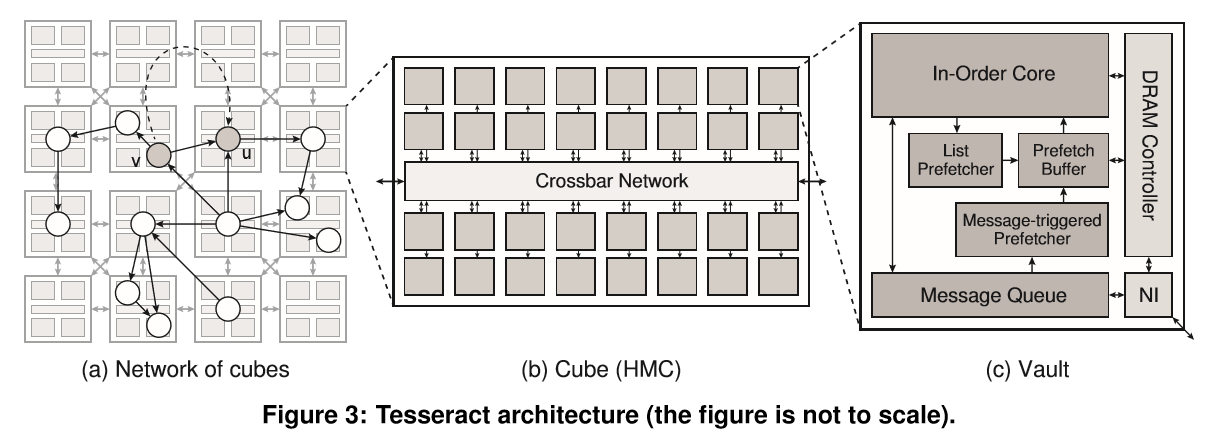 v
u
(a) Network of cubes
Crossbar Network
(b) Cube (HMC)
In-Order Core
DRAM Controller
List
Prefetcher
Prefetch
Buffer
Message-triggered
Prefetcher
Message Queue
NI
(c) Vault
Figure 3: Tesseract architecture (the figure is not to scale).